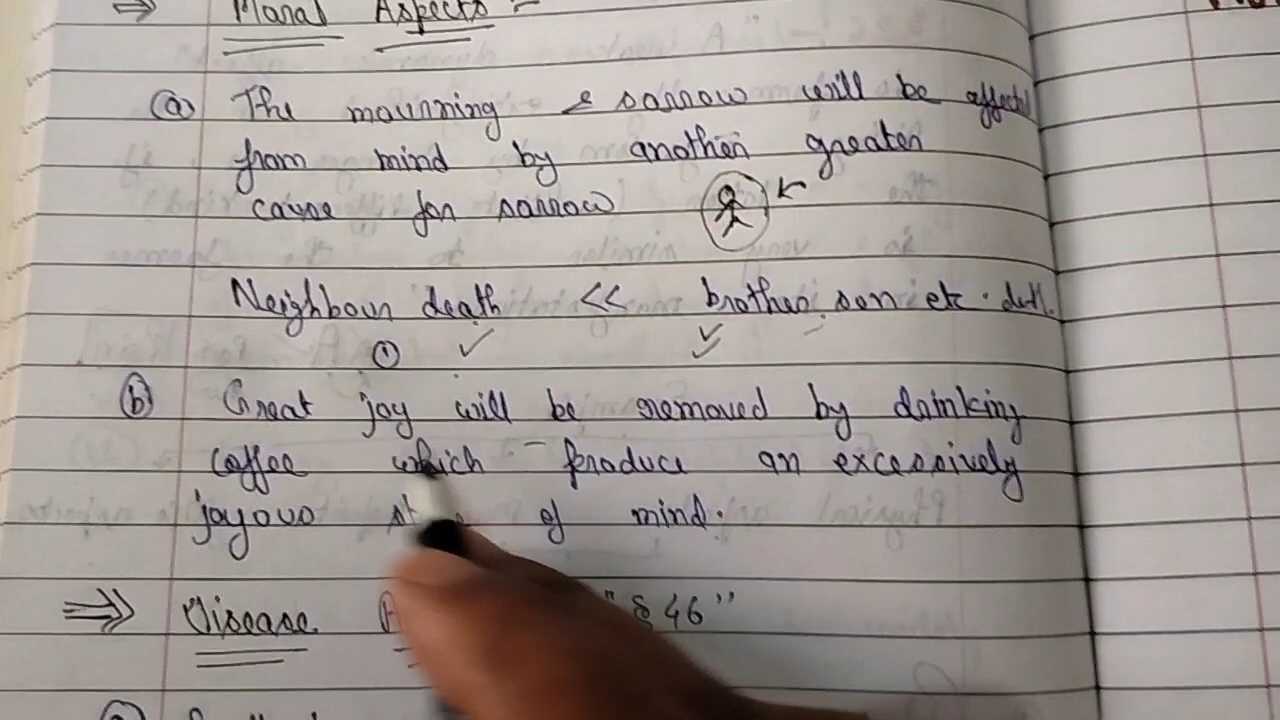 ⇒ Moral Aspects :-
(a) The mourning & sorrow will be effected
from mind by another greater
cause for sorrow
Neighbour death << brother, son etc. deth.
①
(b) Great joy will be removed by drinking
coffee which produce an excessively
joyous of mind.
⇒ Disease "§ 46"